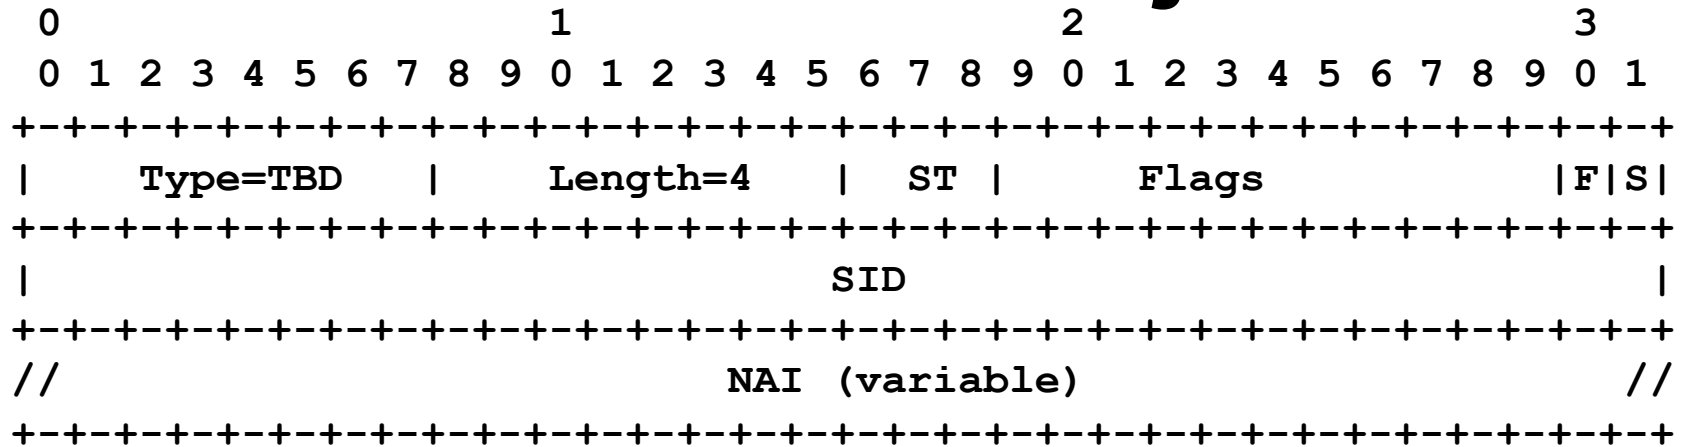 0                   1                   2                   3
 0 1 2 3 4 5 6 7 8 9 0 1 2 3 4 5 6 7 8 9 0 1 2 3 4 5 6 7 8 9 0 1
+-+-+-+-+-+-+-+-+-+-+-+-+-+-+-+-+-+-+-+-+-+-+-+-+-+-+-+-+-+-+-+-+
|    Type=TBD   |    Length=4   |  ST |     Flags           |F|S|
+-+-+-+-+-+-+-+-+-+-+-+-+-+-+-+-+-+-+-+-+-+-+-+-+-+-+-+-+-+-+-+-+
|                               SID                             |
+-+-+-+-+-+-+-+-+-+-+-+-+-+-+-+-+-+-+-+-+-+-+-+-+-+-+-+-+-+-+-+-+
//                          NAI (variable)                     //
+-+-+-+-+-+-+-+-+-+-+-+-+-+-+-+-+-+-+-+-+-+-+-+-+-+-+-+-+-+-+-+-+